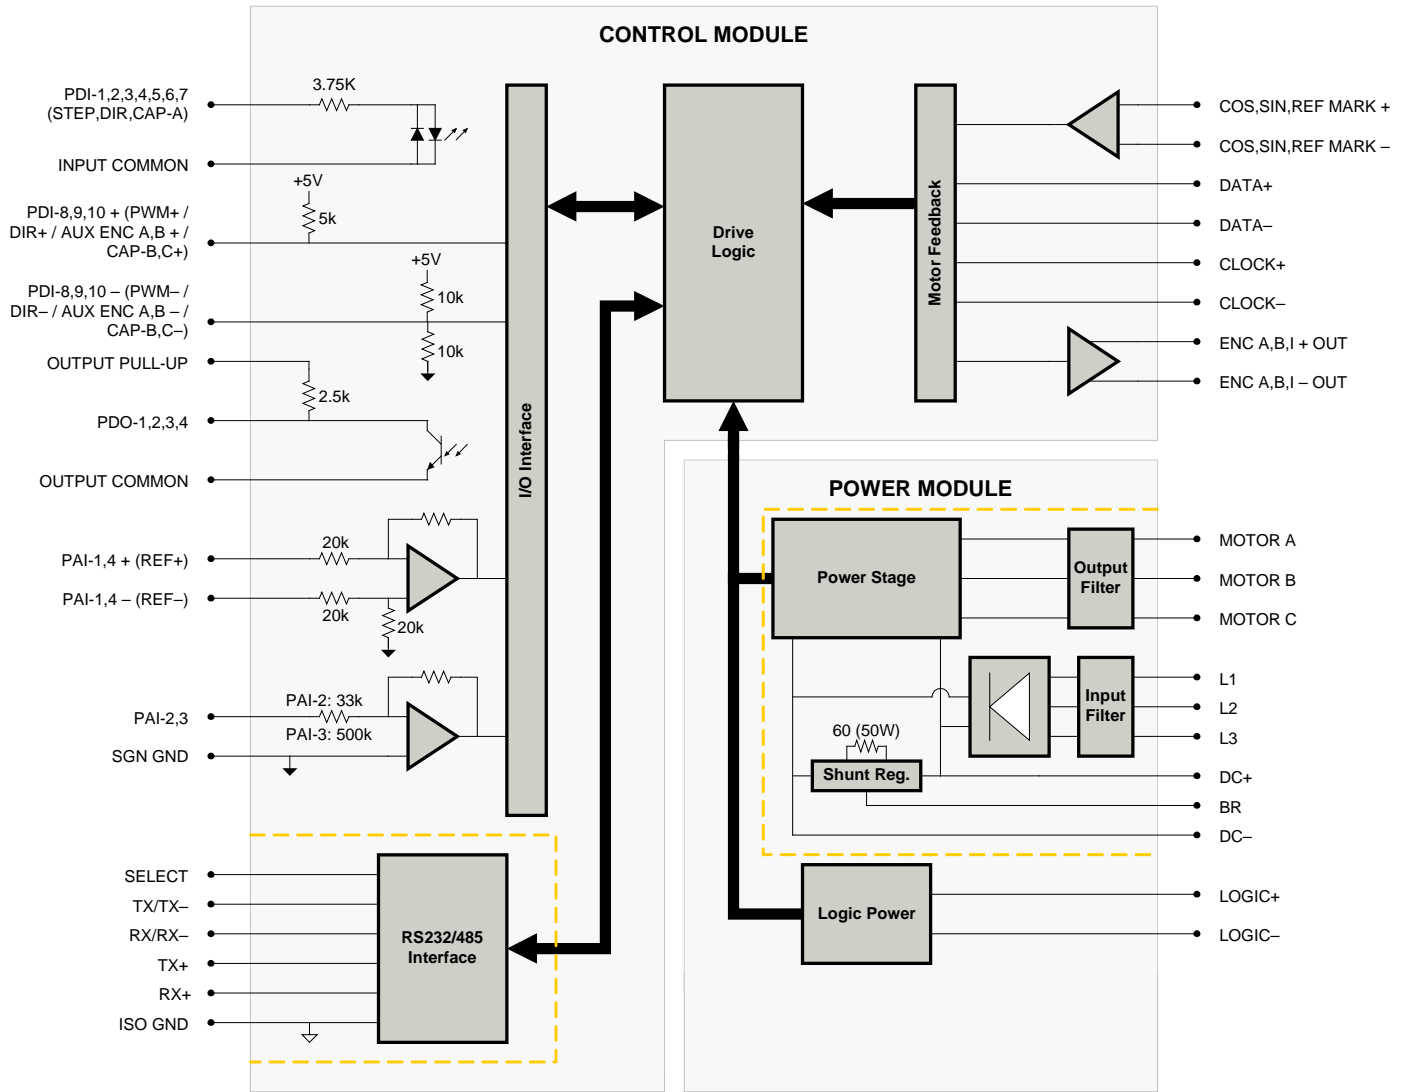 CONTROL MODULE
PDI-1,2,3,4,5,6,7
(STEP,DIR,CAP-A)
3.75K
INPUT COMMON
+5V
PDI-8,9,10 + (PWM+ /
DIR+ / AUX ENC A,B + /
CAP-B,C+)
5k
+5V
PDI-8,9,10 – (PWM– /
DIR– / AUX ENC A,B – /
CAP-B,C–)
10k
10k
OUTPUT PULL-UP
2.5k
PDO-1,2,3,4
OUTPUT COMMON
PAI-1,4 + (REF+)
20k
PAI-1,4 – (REF–)
20k
20k
PAI-2,3
PAI-2: 33k
PAI-3: 500k
SGN GND
I/O Interface
Drive
Logic
Motor Feedback
COS,SIN,REF MARK +
COS,SIN,REF MARK –
DATA+
DATA–
CLOCK+
CLOCK–
ENC A,B,I + OUT
ENC A,B,I – OUT
SELECT
TX/TX–
RX/RX–
TX+
RX+
ISO GND
RS232/485
Interface
POWER MODULE
Power Stage
Output
Filter
MOTOR A
MOTOR B
MOTOR C
Input
Filter
L1
L2
L3
60 (50W)
Shunt Reg.
DC+
BR
DC–
Logic Power
LOGIC+
LOGIC–